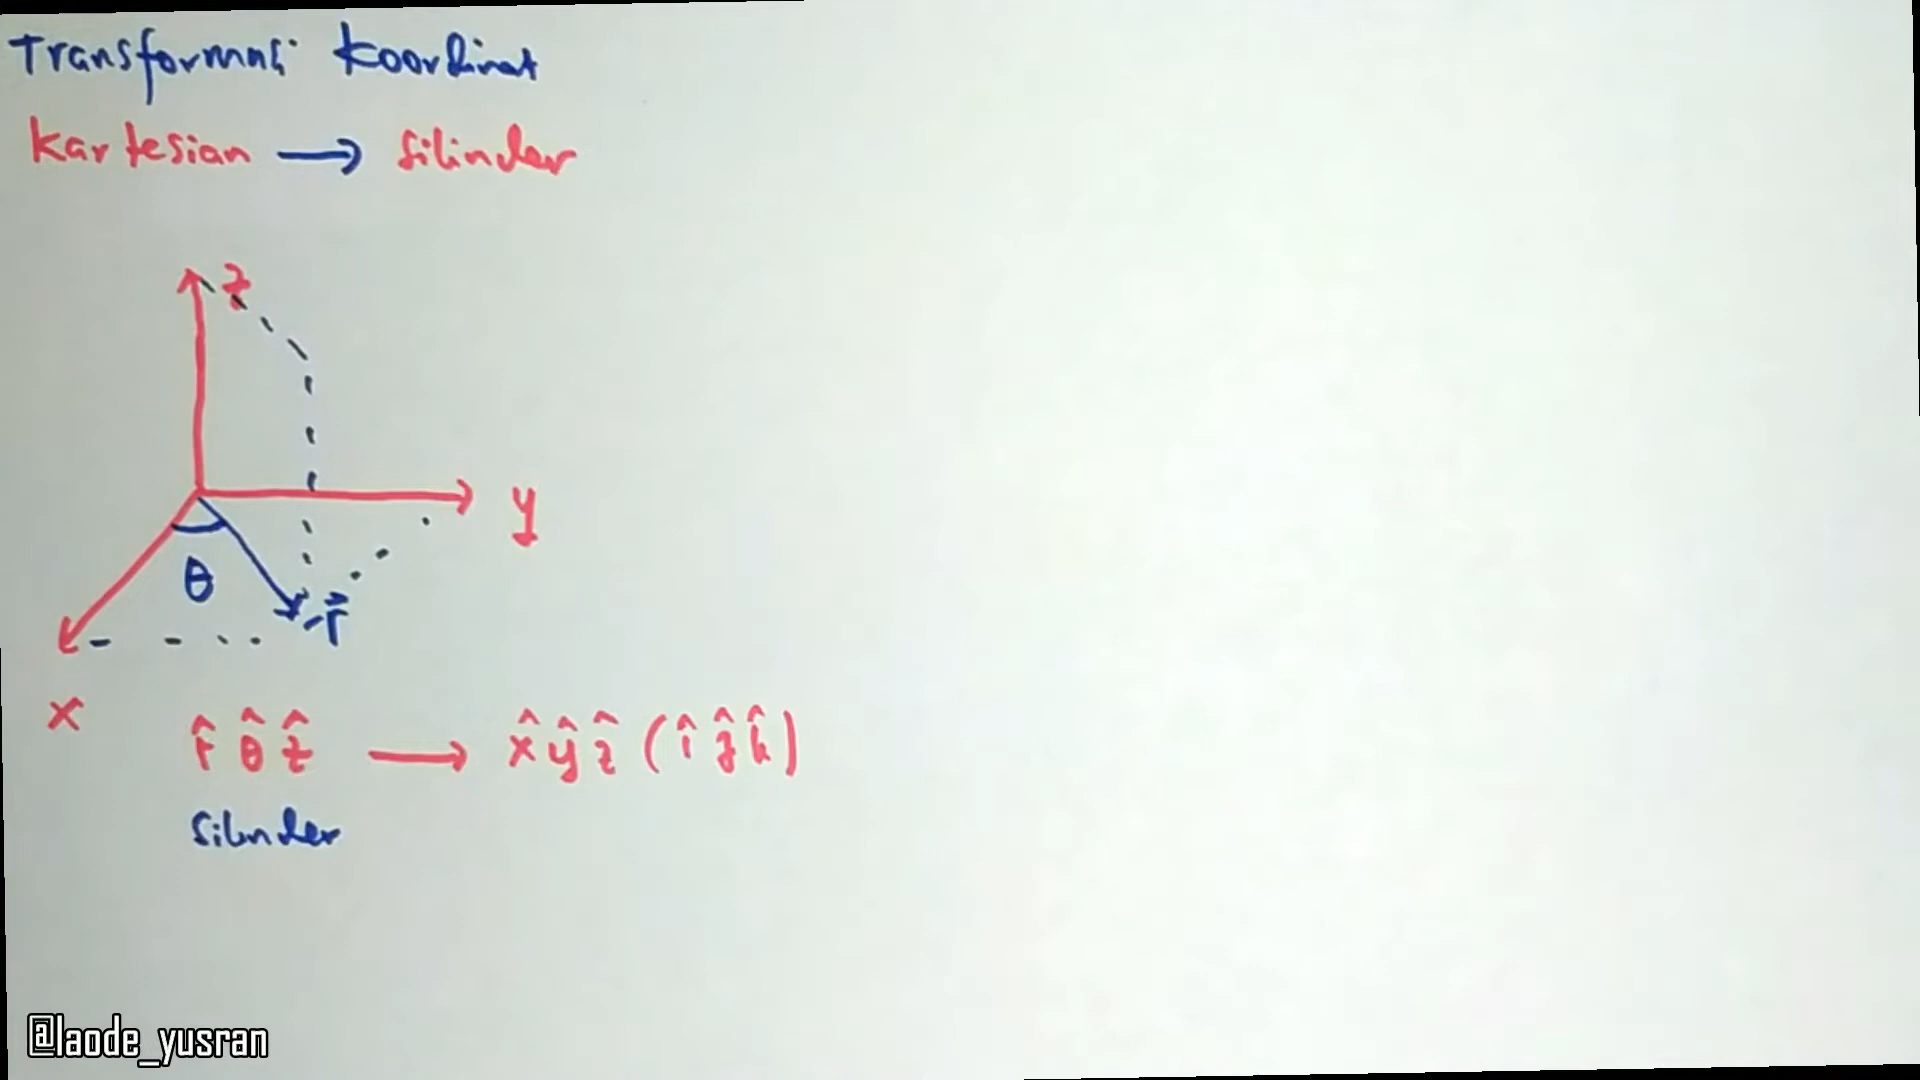 Transformasi Koordinat
Kartesian → Silinder
z
y
θ
r⃗
x
r̂ θ̂ ẑ → x̂ ŷ ẑ (î ĵ k̂)
Silinder
@laode_yusran